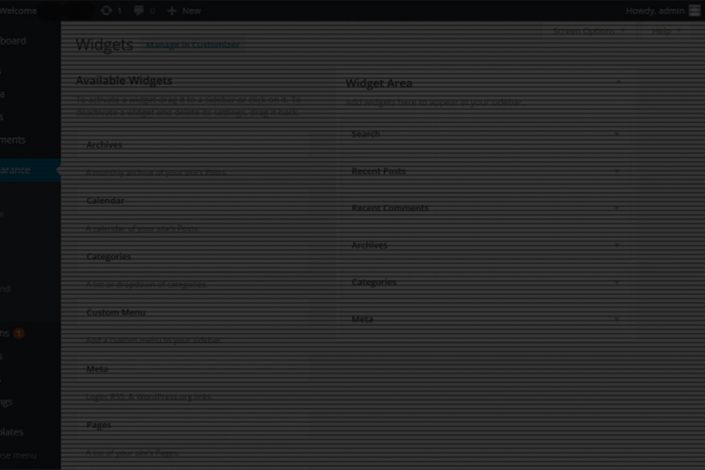 Welcome
1
0
New
Howdy, admin
board
ments
arance
nd
ns 1
ngs
lates
se menu
Widgets
Manage in Customizer
Screen Options
Help
Available Widgets
To activate a widget drag it to a sidebar or click on it. To
deactivate a widget and delete its settings, drag it back.
Archives
A monthly archive of your site's Posts.
Calendar
A calendar of your site's Posts.
Categories
A list or dropdown of categories.
Custom Menu
Add a custom menu to your sidebar.
Meta
Login, RSS, & WordPress.org links.
Pages
A list of your site's Pages.
Widget Area
Add widgets here to appear in your sidebar.
Search
Recent Posts
Recent Comments
Archives
Categories
Meta